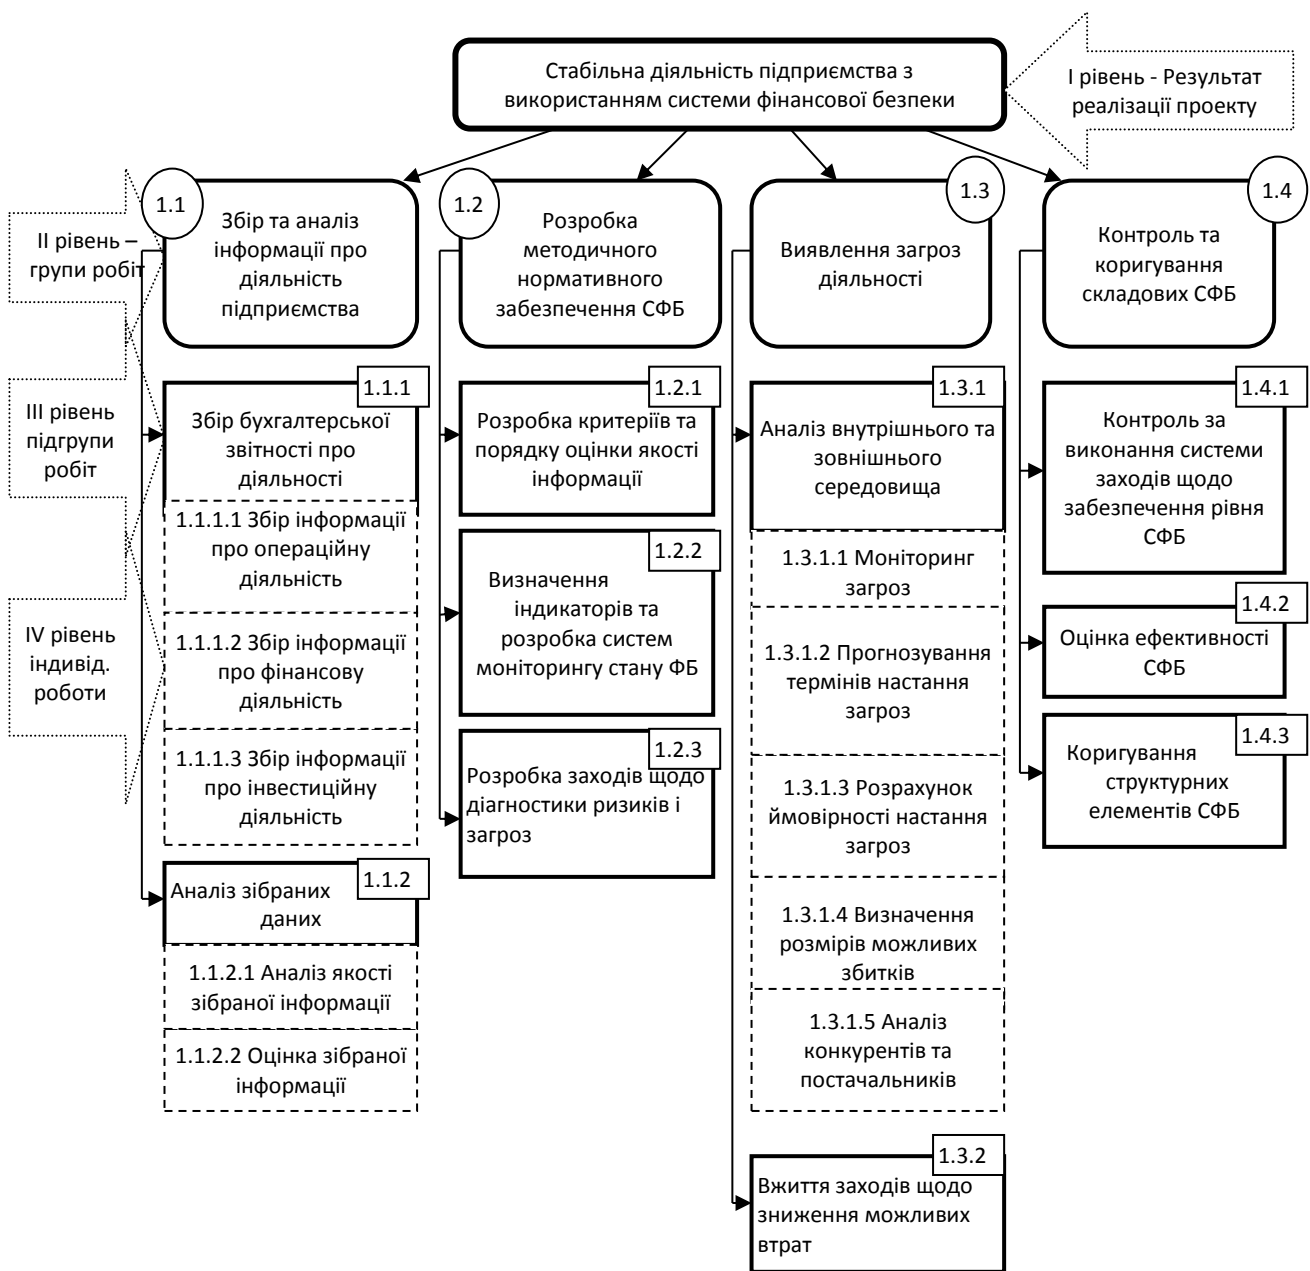 Стабільна діяльність підприємства з
використанням системи фінансової безпеки
I рівень - Результат
реалізації проекту
II рівень –
групи робіт
1.1
Збір та аналіз
інформації про
діяльність
підприємства
1.2
Розробка
методичного
нормативного
забезпечення СФБ
1.3
Виявлення загроз
діяльності
1.4
Контроль та
коригування
складових СФБ
III рівень
підгрупи
робіт
IV рівень
індивід.
роботи
1.1.1
Збір бухгалтерської
звітності про
діяльності
1.1.1.1 Збір інформації
про операційну
діяльність
1.1.1.2 Збір інформації
про фінансову
діяльність
1.1.1.3 Збір інформації
про інвестиційну
діяльність
1.1.2
Аналіз зібраних
даних
1.1.2.1 Аналіз якості
зібраної інформації
1.1.2.2 Оцінка зібраної
інформації
1.2.1
Розробка критеріїв та
порядку оцінки якості
інформації
1.2.2
Визначення
індикаторів та
розробка систем
моніторингу стану ФБ
1.2.3
Розробка заходів щодо
діагностики ризиків і
загроз
1.3.1
Аналіз внутрішнього та
зовнішнього
середовища
1.3.1.1 Моніторинг
загроз
1.3.1.2 Прогнозування
термінів настання
загроз
1.3.1.3 Розрахунок
ймовірності настання
загроз
1.3.1.4 Визначення
розмірів можливих
збитків
1.3.1.5 Аналіз
конкурентів та
постачальників
1.3.2
Вжиття заходів щодо
зниження можливих
втрат
1.4.1
Контроль за
виконання системи
заходів щодо
забезпечення рівня
СФБ
1.4.2
Оцінка ефективності
СФБ
1.4.3
Коригування
структурних
елементів СФБ